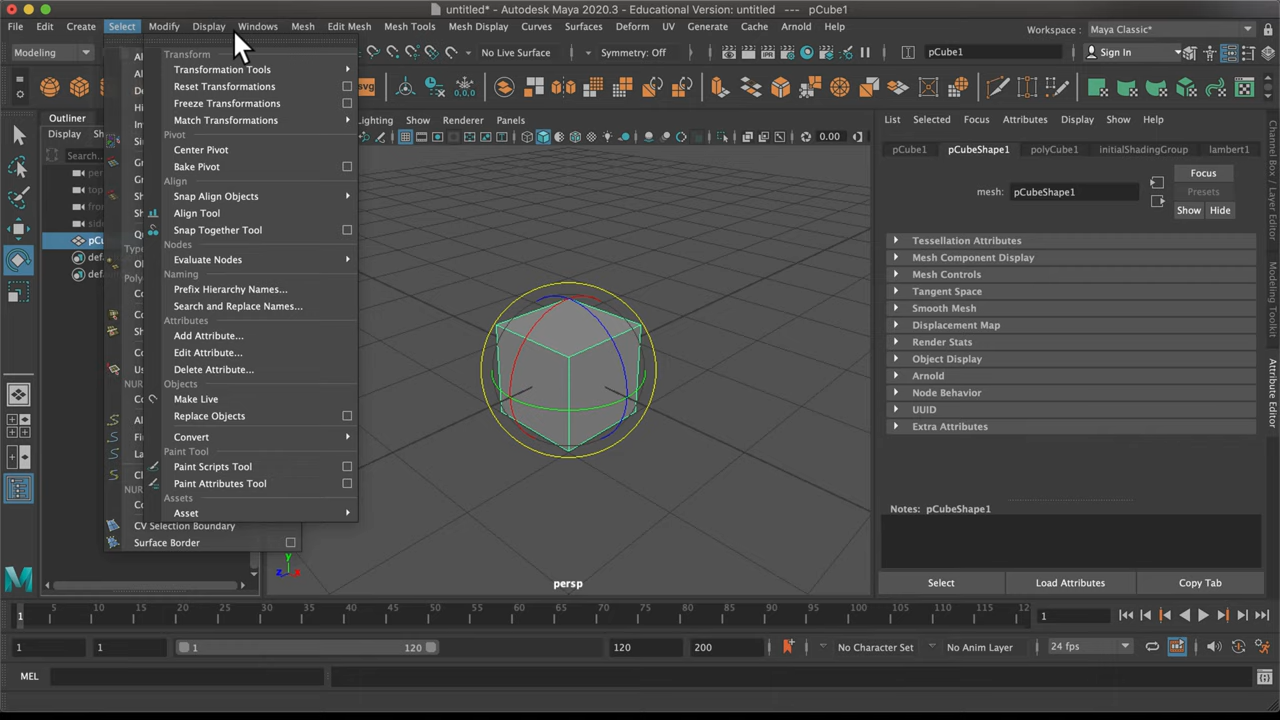 untitled* - Autodesk Maya 2020.3 - Educational Version: untitled --- pCube1
File Edit Create Select Modify Display Windows Mesh Edit Mesh Mesh Tools Mesh Display Curves Surfaces Deform UV Generate Cache Arnold Help
Workspace : Maya Classic*
Modeling No Live Surface Symmetry: Off pCube1 Sign In
Outliner
Display Sh
Search...
pCu
def
def
Transform
Transformation Tools
Reset Transformations
Freeze Transformations
Match Transformations
Pivot
Center Pivot
Bake Pivot
Align
Snap Align Objects
Align Tool
Snap Together Tool
Nodes
Evaluate Nodes
Naming
Prefix Hierarchy Names...
Search and Replace Names...
Attributes
Add Attribute...
Edit Attribute...
Delete Attribute...
Objects
Make Live
Replace Objects
Convert
Paint Tool
Paint Scripts Tool
Paint Attributes Tool
Assets
Asset
CV Selection Boundary
Surface Border
Lighting Show Renderer Panels
0.00
persp
y
z x
List Selected Focus Attributes Display Show Help
pCube1 pCubeShape1 polyCube1 initialShadingGroup lambert1
mesh: pCubeShape1
Focus
Presets
Show Hide
Tessellation Attributes
Mesh Component Display
Mesh Controls
Tangent Space
Smooth Mesh
Displacement Map
Render Stats
Object Display
Arnold
Node Behavior
UUID
Extra Attributes
Notes: pCubeShape1
Select Load Attributes Copy Tab
Channel Box / Layer Editor
Modeling Toolkit
Attribute Editor
1 5 10 15 20 25 30 35 40 45 50 55 60 65 70 75 80 85 90 95 100 105 110 115 12 1
1 1 1 120 120 200 No Character Set No Anim Layer 24 fps
MEL